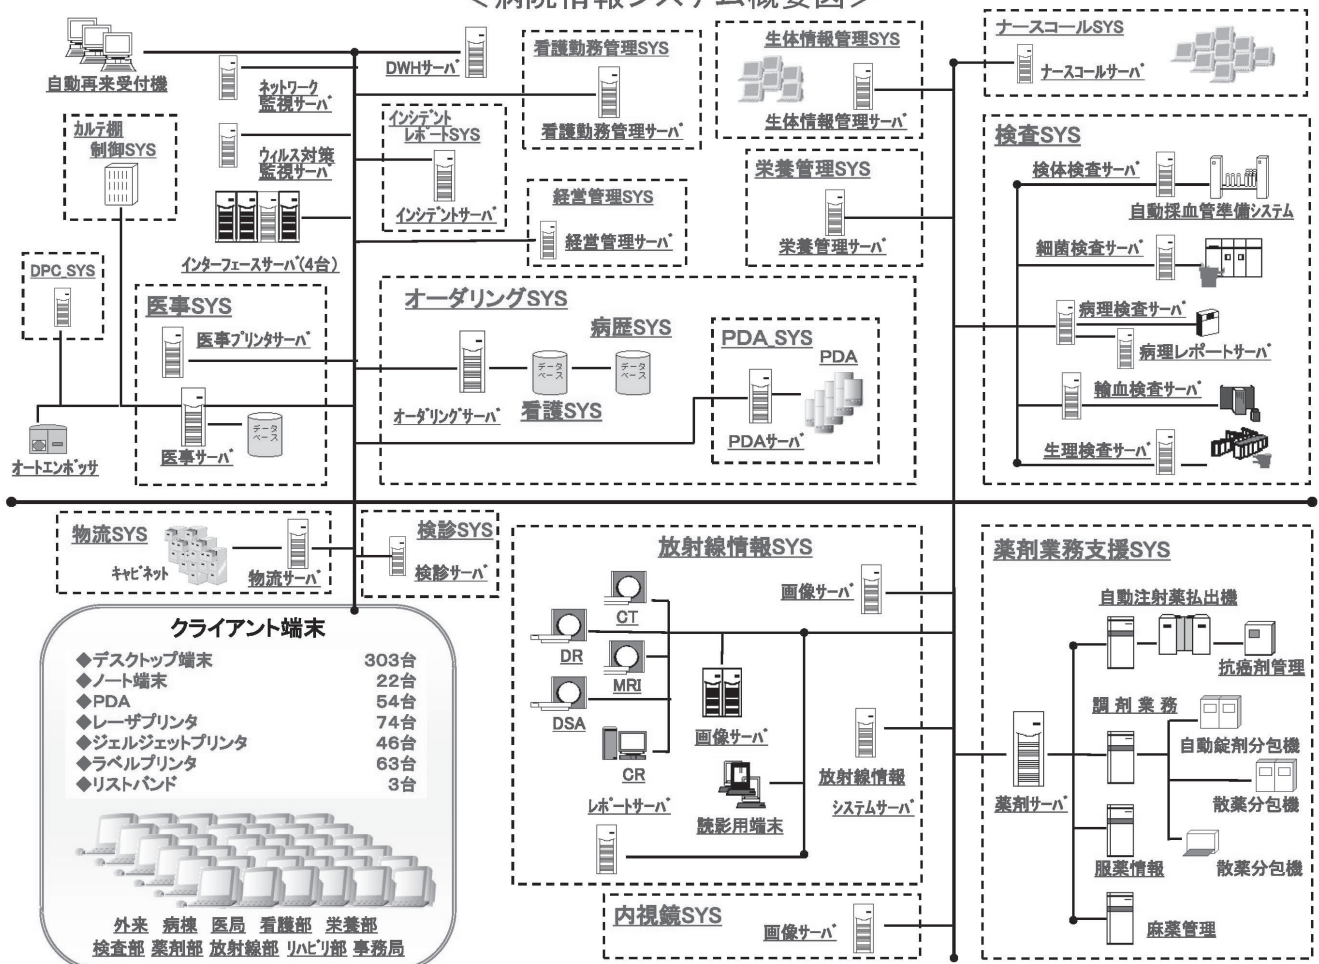 ＜病院情報システム概要図＞
自動再来受付機
ネットワーク
監視サーバ
DWHサーバ
カルテ棚
制御SYS
ウィルス対策
監視サーバ
インターフェースサーバ(4台)
インシデント
レポートSYS
インシデントサーバ
看護勤務管理SYS
看護勤務管理サーバ
経営管理SYS
経営管理サーバ
生体情報管理SYS
生体情報管理サーバ
栄養管理SYS
栄養管理サーバ
ナースコールSYS
ナースコールサーバ
検査SYS
検体検査サーバ
自動採血管準備システム
細菌検査サーバ
病理検査サーバ
病理レポートサーバ
輸血検査サーバ
生理検査サーバ
DPC_SYS
オートエンボッサ
医事SYS
医事プリンタサーバ
医事サーバ
データ
ベース
オーダリングSYS
オーダリングサーバ
病歴SYS
データ
ベース
データ
ベース
看護SYS
PDA_SYS
PDA
PDAサーバ
物流SYS
キャビネット
物流サーバ
検診SYS
検診サーバ
クライアント端末
◆デスクトップ端末 303台
◆ノート端末 22台
◆PDA 54台
◆レーザプリンタ 74台
◆ジェルジェットプリンタ 46台
◆ラベルプリンタ 63台
◆リストバンド 3台
外来 病棟 医局 看護部 栄養部
検査部 薬剤部 放射線部 リハビリ部 事務局
放射線情報SYS
CT
DR
MRI
DSA
CR
画像サーバ
画像サーバ
レポートサーバ
読影用端末
放射線情報
システムサーバ
内視鏡SYS
画像サーバ
薬剤業務支援SYS
自動注射薬払出機
抗癌剤管理
調剤業務
自動錠剤分包機
薬剤サーバ
散薬分包機
服薬情報
散薬分包機
麻薬管理